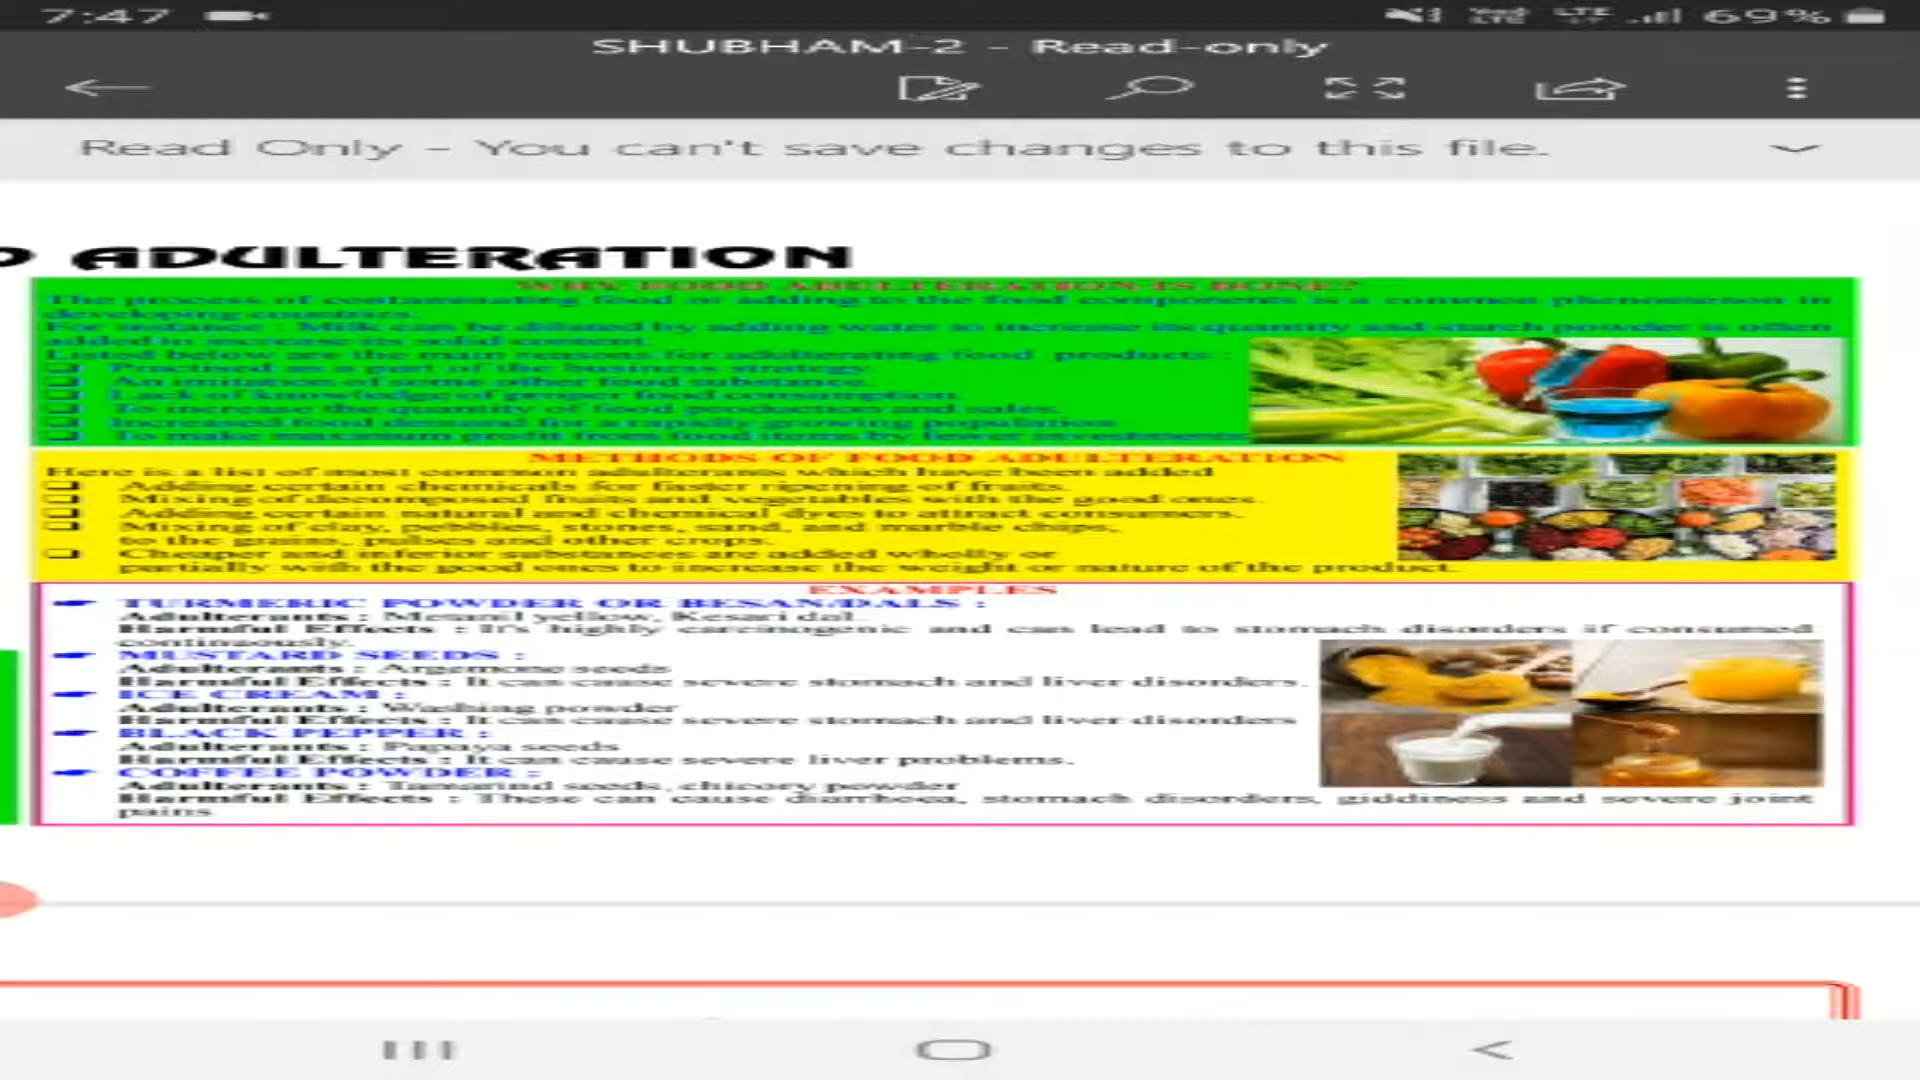 7:47
LTE 69%
SHUBHAM-2 - Read-only
Read Only - You can't save changes to this file.
ADULTERATION
WHY FOOD ADULTERATION IS DONE?
The process of contaminating food or adding to the food components is a common phenomenon in
developing countries.
For instance : Milk can be diluted by adding water to increase its quantity and starch powder is often
added to increase its solid content.
Listed below are the main reasons for adulterating food products :
Practised as a part of the business strategy
An imitation of some other food substance.
Lack of knowledge of proper food consumption.
To increase the quantity of food production and sales.
Increased food demand for a rapidly growing population
To make maximum profit from food items by fewer investments
METHODS OF FOOD ADULTERATION
Here is a list of most common adulterants which have been added
Adding certain chemicals for faster ripening of fruits.
Mixing of decomposed fruits and vegetables with the good ones.
Adding certain natural and chemical dyes to attract consumers.
Mixing of clay, pebbles, stones, sand, and marble chips,
to the grains, pulses and other crops.
Cheaper and inferior substances are added wholly or
partially with the good ones to increase the weight or nature of the product.
EXAMPLES
TURMERIC POWDER OR BESAN/DALS :
Adulterants : Metanil yellow, Kesari dal.
Harmful Effects : It's highly carcinogenic and can lead to stomach disorders if consumed
continuously.
MUSTARD SEEDS :
Adulterants : Argemone seeds
Harmful Effects : It can cause severe stomach and liver disorders.
ICE CREAM :
Adulterants : Washing powder
Harmful Effects : It can cause severe stomach and liver disorders
BLACK PEPPER :
Adulterants : Papaya seeds
Harmful Effects : It can cause severe liver problems.
COFFEE POWDER :
Adulterants : Tamarind seeds, chicory powder
Harmful Effects : These can cause diarrhoea, stomach disorders, giddiness and severe joint
pains